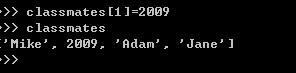 >>> classmates[1]=2009
>>> classmates
['Mike', 2009, 'Adam', 'Jane']
>>>